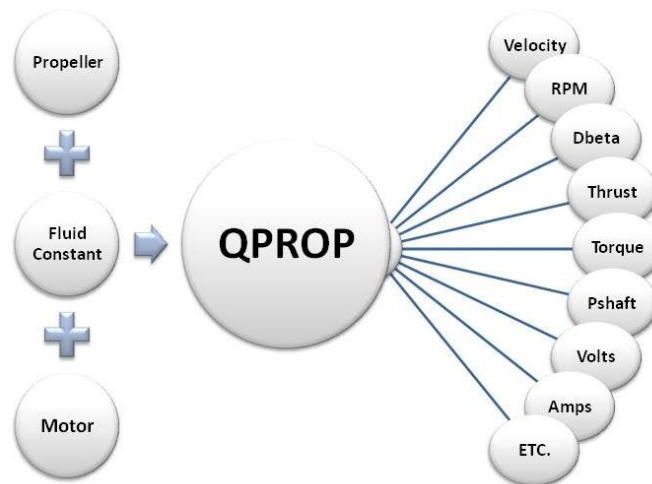 Propeller
Fluid
Constant
Motor
QPROP
Velocity
RPM
Dbeta
Thrust
Torque
Pshaft
Volts
Amps
ETC.